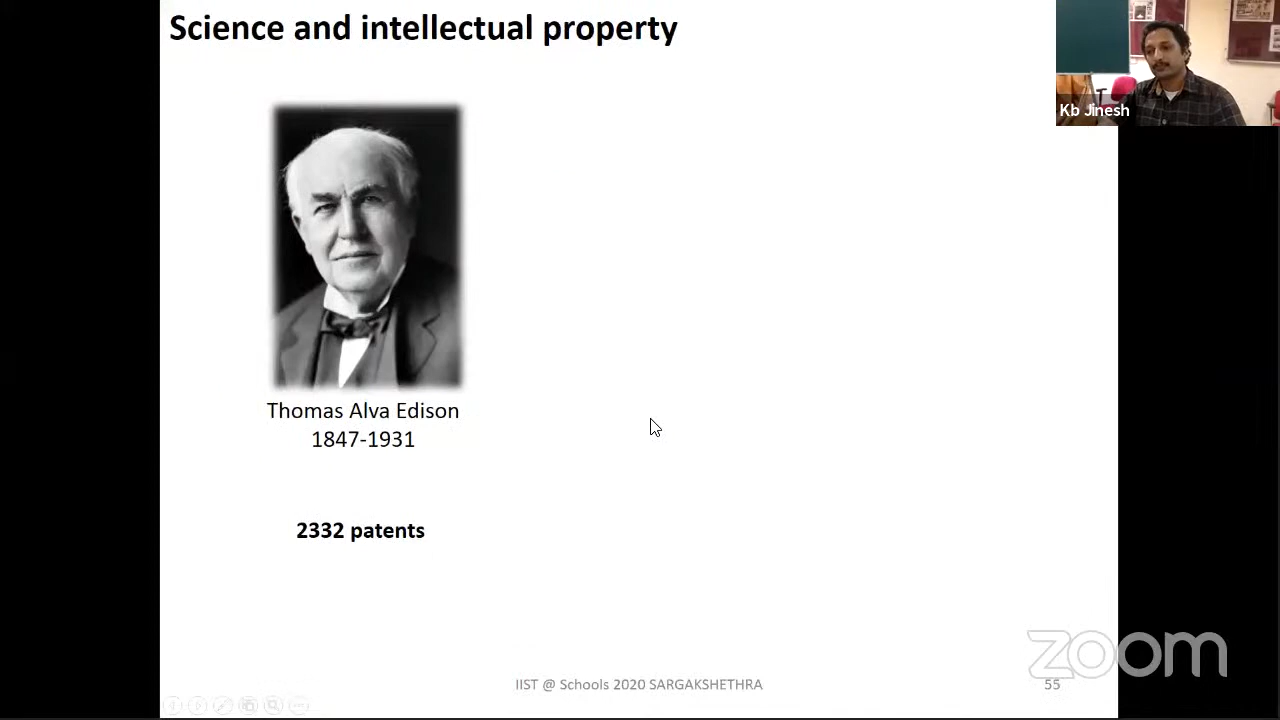 Science and intellectual property
Kb Jinesh
Thomas Alva Edison
1847-1931
2332 patents
zoom
IIST @ Schools 2020 SARGAKSHETHRA
55